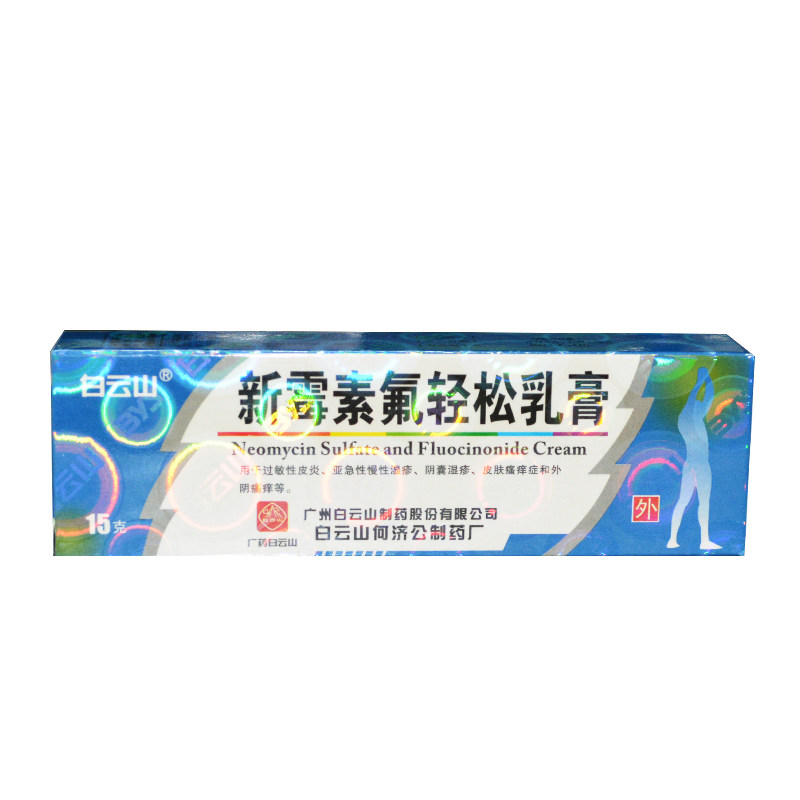 白云山®
新霉素氟轻松乳膏
Neomycin Sulfate and Fluocinonide Cream
用于过敏性皮炎、亚急性慢性湿疹、阴囊湿疹、皮肤瘙痒症和外
阴瘙痒等。
15克
广药白云山
广州白云山制药股份有限公司
白云山何济公制药厂
外